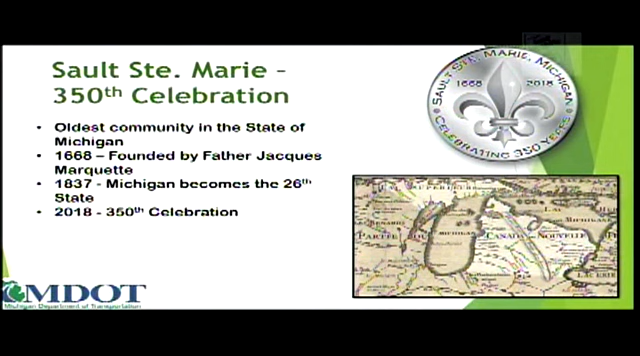 Sault Ste. Marie –
350th Celebration
• Oldest community in the State of
Michigan
• 1668 – Founded by Father Jacques
Marquette
• 1837 - Michigan becomes the 26th
State
• 2018 - 350th Celebration
SAULT STE. MARIE, MICHIGAN
1668 2018
CELEBRATING 350 YEARS
MDOT
Michigan Department of Transportation
PARTIE
CANADA
NOUVELLE